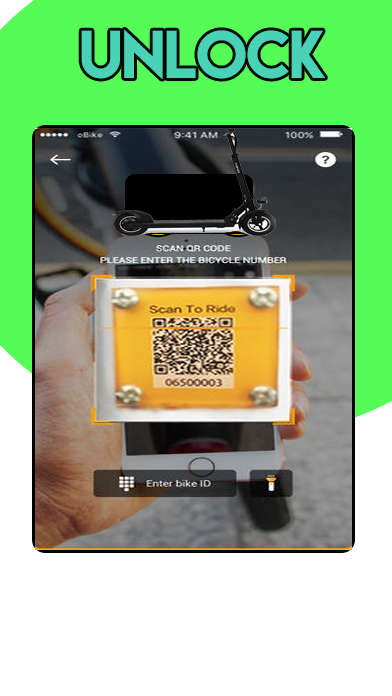 UNLOCK
oBike 9:41 AM 100%
?
SCAN QR CODE
PLEASE ENTER THE BICYCLE NUMBER
Scan To Ride
06500003
Enter bike ID